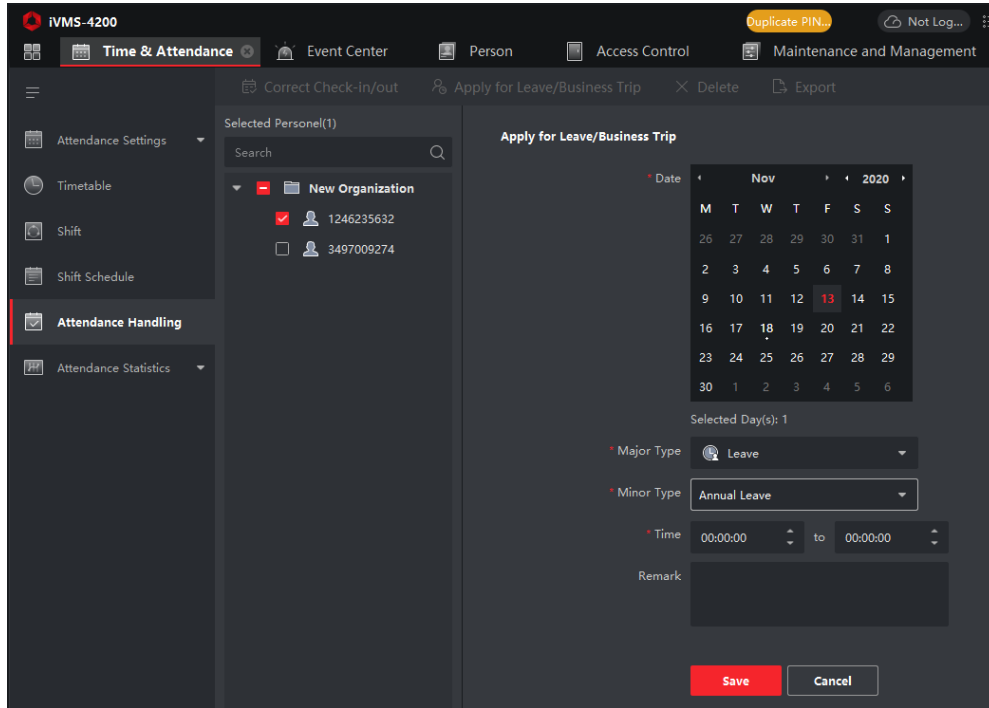 iVMS-4200
Duplicate PIN...
Not Log...
Time & Attendance
Event Center
Person
Access Control
Maintenance and Management
Correct Check-in/out
Apply for Leave/Business Trip
Delete
Export
Attendance Settings
Timetable
Shift
Shift Schedule
Attendance Handling
Attendance Statistics
Selected Personel(1)
Search
New Organization
1246235632
3497009274
Apply for Leave/Business Trip
* Date
Nov 2020
M T W T F S S
26 27 28 29 30 31 1
2 3 4 5 6 7 8
9 10 11 12 13 14 15
16 17 18 19 20 21 22
23 24 25 26 27 28 29
30 1 2 3 4 5 6
Selected Day(s): 1
* Major Type Leave
* Minor Type Annual Leave
* Time 00:00:00 to 00:00:00
Remark
Save Cancel